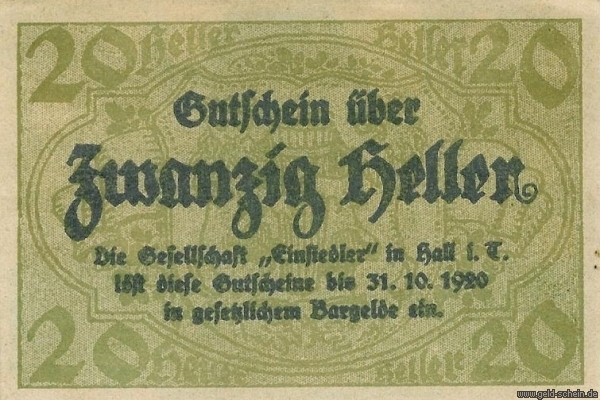 20 Heller Heller 20
Gutschein über
Zwanzig Heller
Die Gesellschaft „Einsiedler“ in Hall i. T.
löst diese Gutscheine bis 31. 10. 1920
in gesetzlichem Bargelde ein.
20 Heller Heller 20
www.geld-schein.de